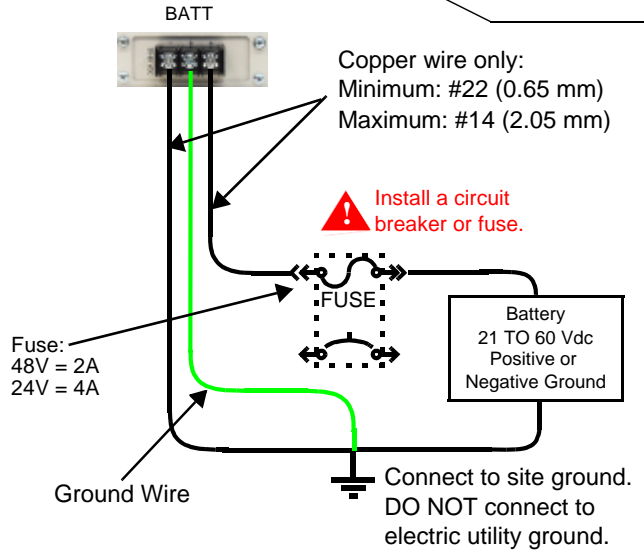 BATT
Copper wire only:
Minimum: #22 (0.65 mm)
Maximum: #14 (2.05 mm)
Install a circuit
breaker or fuse.
FUSE
Battery
21 TO 60 Vdc
Positive or
Negative Ground
Fuse:
48V = 2A
24V = 4A
Ground Wire
Connect to site ground.
DO NOT connect to
electric utility ground.